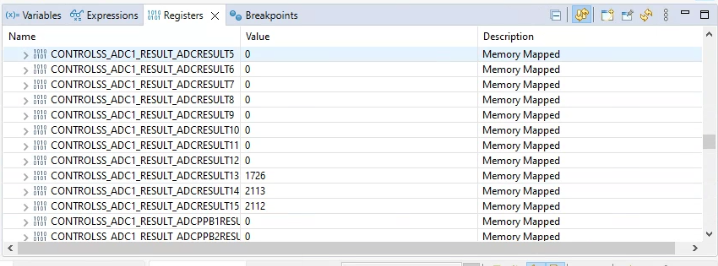 (x)= Variables Expressions Registers Breakpoints
Name Value Description
CONTROLSS_ADC1_RESULT_ADCRESULT5 0 Memory Mapped
CONTROLSS_ADC1_RESULT_ADCRESULT6 0 Memory Mapped
CONTROLSS_ADC1_RESULT_ADCRESULT7 0 Memory Mapped
CONTROLSS_ADC1_RESULT_ADCRESULT8 0 Memory Mapped
CONTROLSS_ADC1_RESULT_ADCRESULT9 0 Memory Mapped
CONTROLSS_ADC1_RESULT_ADCRESULT10 0 Memory Mapped
CONTROLSS_ADC1_RESULT_ADCRESULT11 0 Memory Mapped
CONTROLSS_ADC1_RESULT_ADCRESULT12 0 Memory Mapped
CONTROLSS_ADC1_RESULT_ADCRESULT13 1726 Memory Mapped
CONTROLSS_ADC1_RESULT_ADCRESULT14 2113 Memory Mapped
CONTROLSS_ADC1_RESULT_ADCRESULT15 2112 Memory Mapped
CONTROLSS_ADC1_RESULT_ADCPPB1RESU 0 Memory Mapped
CONTROLSS_ADC1_RESULT_ADCPPB2RESU 0 Memory Mapped